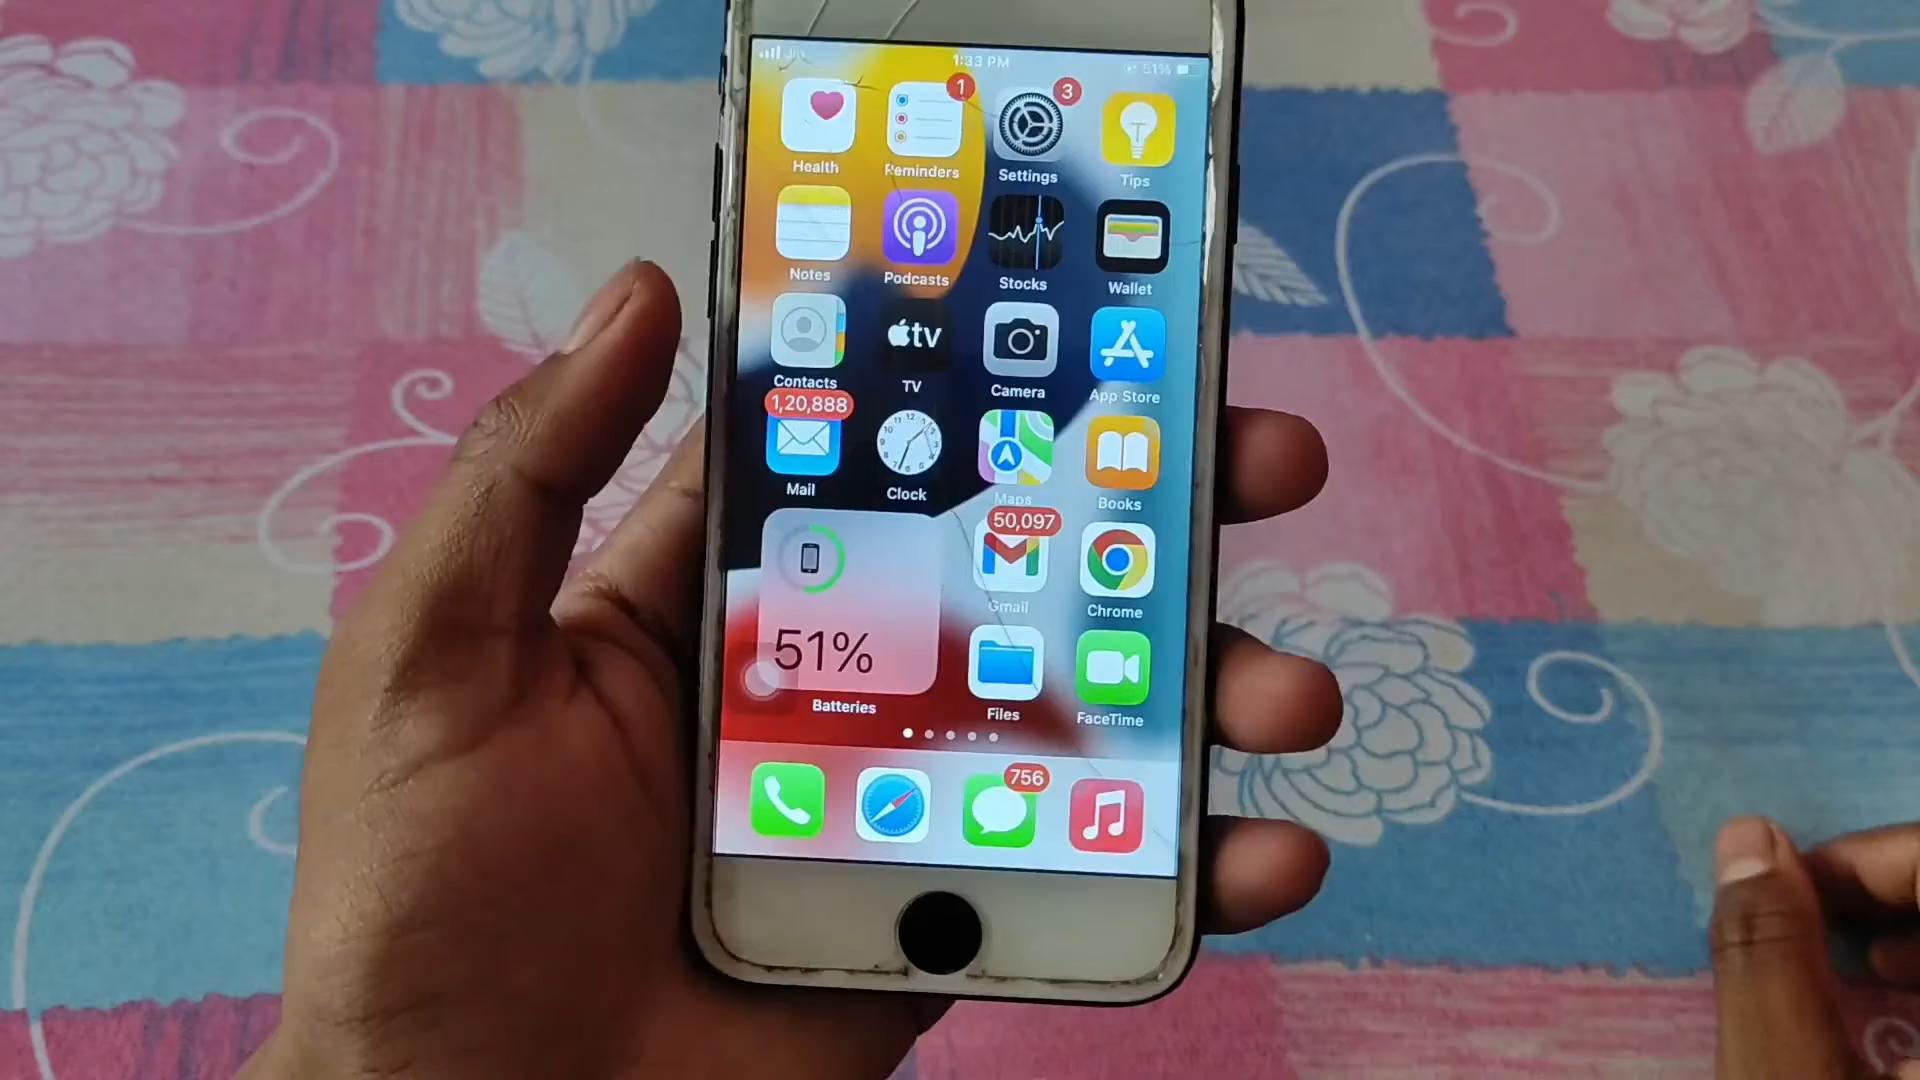 Jio 1:33 PM 51%
1 3
Health Reminders Settings Tips
Notes Podcasts Stocks Wallet
tv
Contacts TV Camera App Store
1,20,888
Mail Clock Maps Books
50,097
51%
Gmail Chrome
Batteries Files FaceTime
756